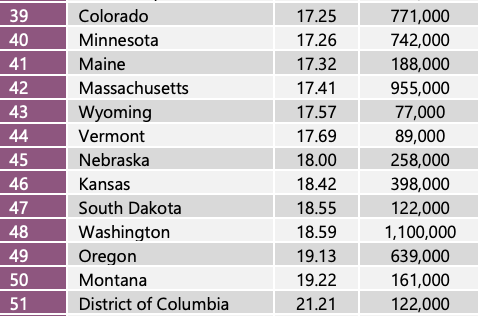 39 Colorado 17.25 771,000
40 Minnesota 17.26 742,000
41 Maine 17.32 188,000
42 Massachusetts 17.41 955,000
43 Wyoming 17.57 77,000
44 Vermont 17.69 89,000
45 Nebraska 18.00 258,000
46 Kansas 18.42 398,000
47 South Dakota 18.55 122,000
48 Washington 18.59 1,100,000
49 Oregon 19.13 639,000
50 Montana 19.22 161,000
51 District of Columbia 21.21 122,000